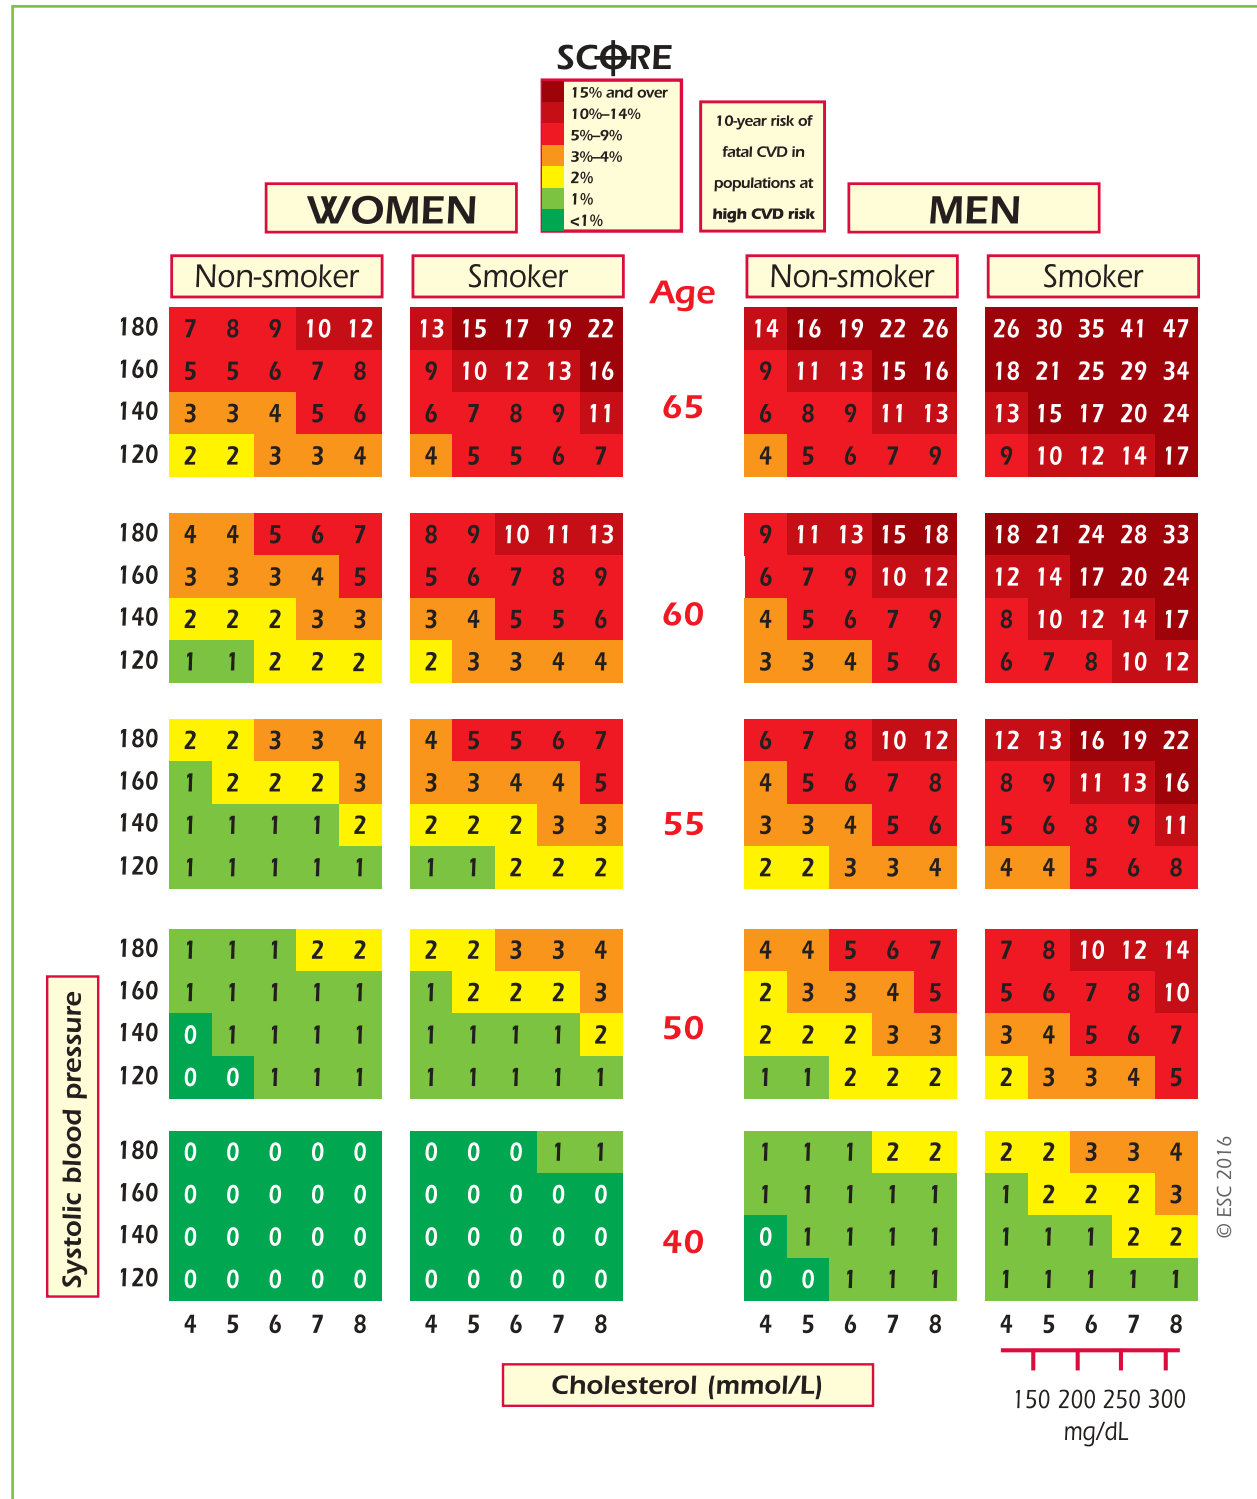 SCORE
15% and over
10%–14%
5%–9%
3%–4%
2%
1%
<1%
10-year risk of
fatal CVD in
populations at
high CVD risk
WOMEN
MEN
Non-smoker Smoker Age Non-smoker Smoker
180 7 8 9 10 12 13 15 17 19 22 14 16 19 22 26 26 30 35 41 47
160 5 5 6 7 8 9 10 12 13 16 9 11 13 15 16 18 21 25 29 34
65
140 3 3 4 5 6 6 7 8 9 11 6 8 9 11 13 13 15 17 20 24
120 2 2 3 3 4 4 5 5 6 7 4 5 6 7 9 9 10 12 14 17
180 4 4 5 6 7 8 9 10 11 13 9 11 13 15 18 18 21 24 28 33
160 3 3 3 4 5 5 6 7 8 9 6 7 9 10 12 12 14 17 20 24
60
140 2 2 2 3 3 3 4 5 5 6 4 5 6 7 9 8 10 12 14 17
120 1 1 2 2 2 2 3 3 4 4 3 3 4 5 6 6 7 8 10 12
180 2 2 3 3 4 4 5 5 6 7 6 7 8 10 12 12 13 16 19 22
160 1 2 2 2 3 3 3 4 4 5 4 5 6 7 8 8 9 11 13 16
55
140 1 1 1 1 2 2 2 2 3 3 3 3 4 5 6 5 6 8 9 11
120 1 1 1 1 1 1 1 2 2 2 2 2 3 3 4 4 4 5 6 8
180 1 1 1 2 2 2 2 3 3 4 4 4 5 6 7 7 8 10 12 14
160 1 1 1 1 1 1 2 2 2 3 2 3 3 4 5 5 6 7 8 10
50
140 0 1 1 1 1 1 1 1 1 2 2 2 2 3 3 3 4 5 6 7
120 0 0 1 1 1 1 1 1 1 1 1 1 2 2 2 2 3 3 4 5
180 0 0 0 0 0 0 0 0 1 1 1 1 1 2 2 2 2 3 3 4
160 0 0 0 0 0 0 0 0 0 0 1 1 1 1 1 1 2 2 2 3
40
140 0 0 0 0 0 0 0 0 0 0 0 1 1 1 1 1 1 1 2 2
120 0 0 0 0 0 0 0 0 0 0 0 0 1 1 1 1 1 1 1 1
4 5 6 7 8 4 5 6 7 8 4 5 6 7 8 4 5 6 7 8
Systolic blood pressure
Cholesterol (mmol/L)
150 200 250 300
mg/dL
© ESC 2016